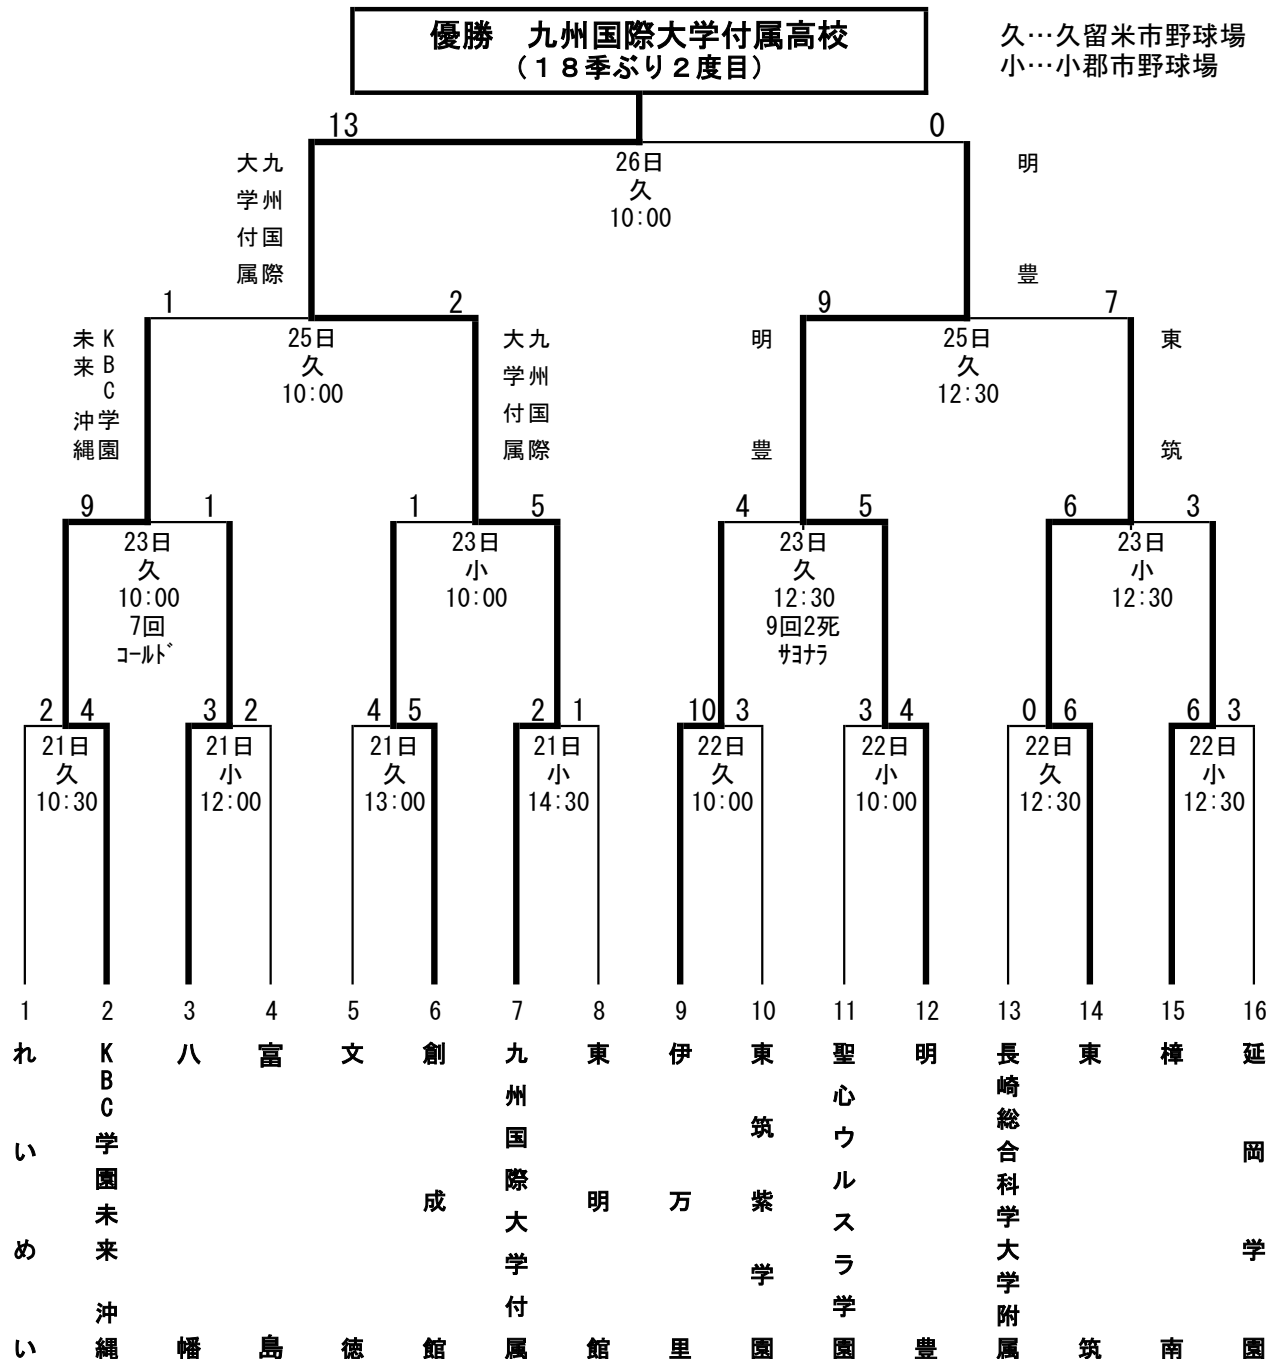 優勝　九州国際大学付属高校
(１８季ぶり２度目)
久…久留米市野球場
小…小郡市野球場
13
0
26日
久
10:00
九州国際大学付属
明豊
1
2
9
7
25日
久
10:00
25日
久
12:30
KBC学園未来沖縄
九州国際大学付属
明豊
東筑
9
1
1
5
4
5
6
3
23日
久
10:00
7回
ｺｰﾙﾄﾞ
23日
小
10:00
23日
久
12:30
9回2死
ｻﾖﾅﾗ
23日
小
12:30
2 4
3 2
4 5
2 1
10 3
3 4
0 6
6 3
21日
久
10:30
21日
小
12:00
21日
久
13:00
21日
小
14:30
22日
久
10:00
22日
小
10:00
22日
久
12:30
22日
小
12:30
1
れいめい
2
KBC学園未来沖縄
3
八幡
4
富島
5
文徳
6
創成館
7
九州国際大学付属
8
東明館
9
伊万里
10
東筑紫学園
11
聖心ウルスラ学園
12
明豊
13
長崎総合科学大学附属
14
東筑
15
樟南
16
延岡学園